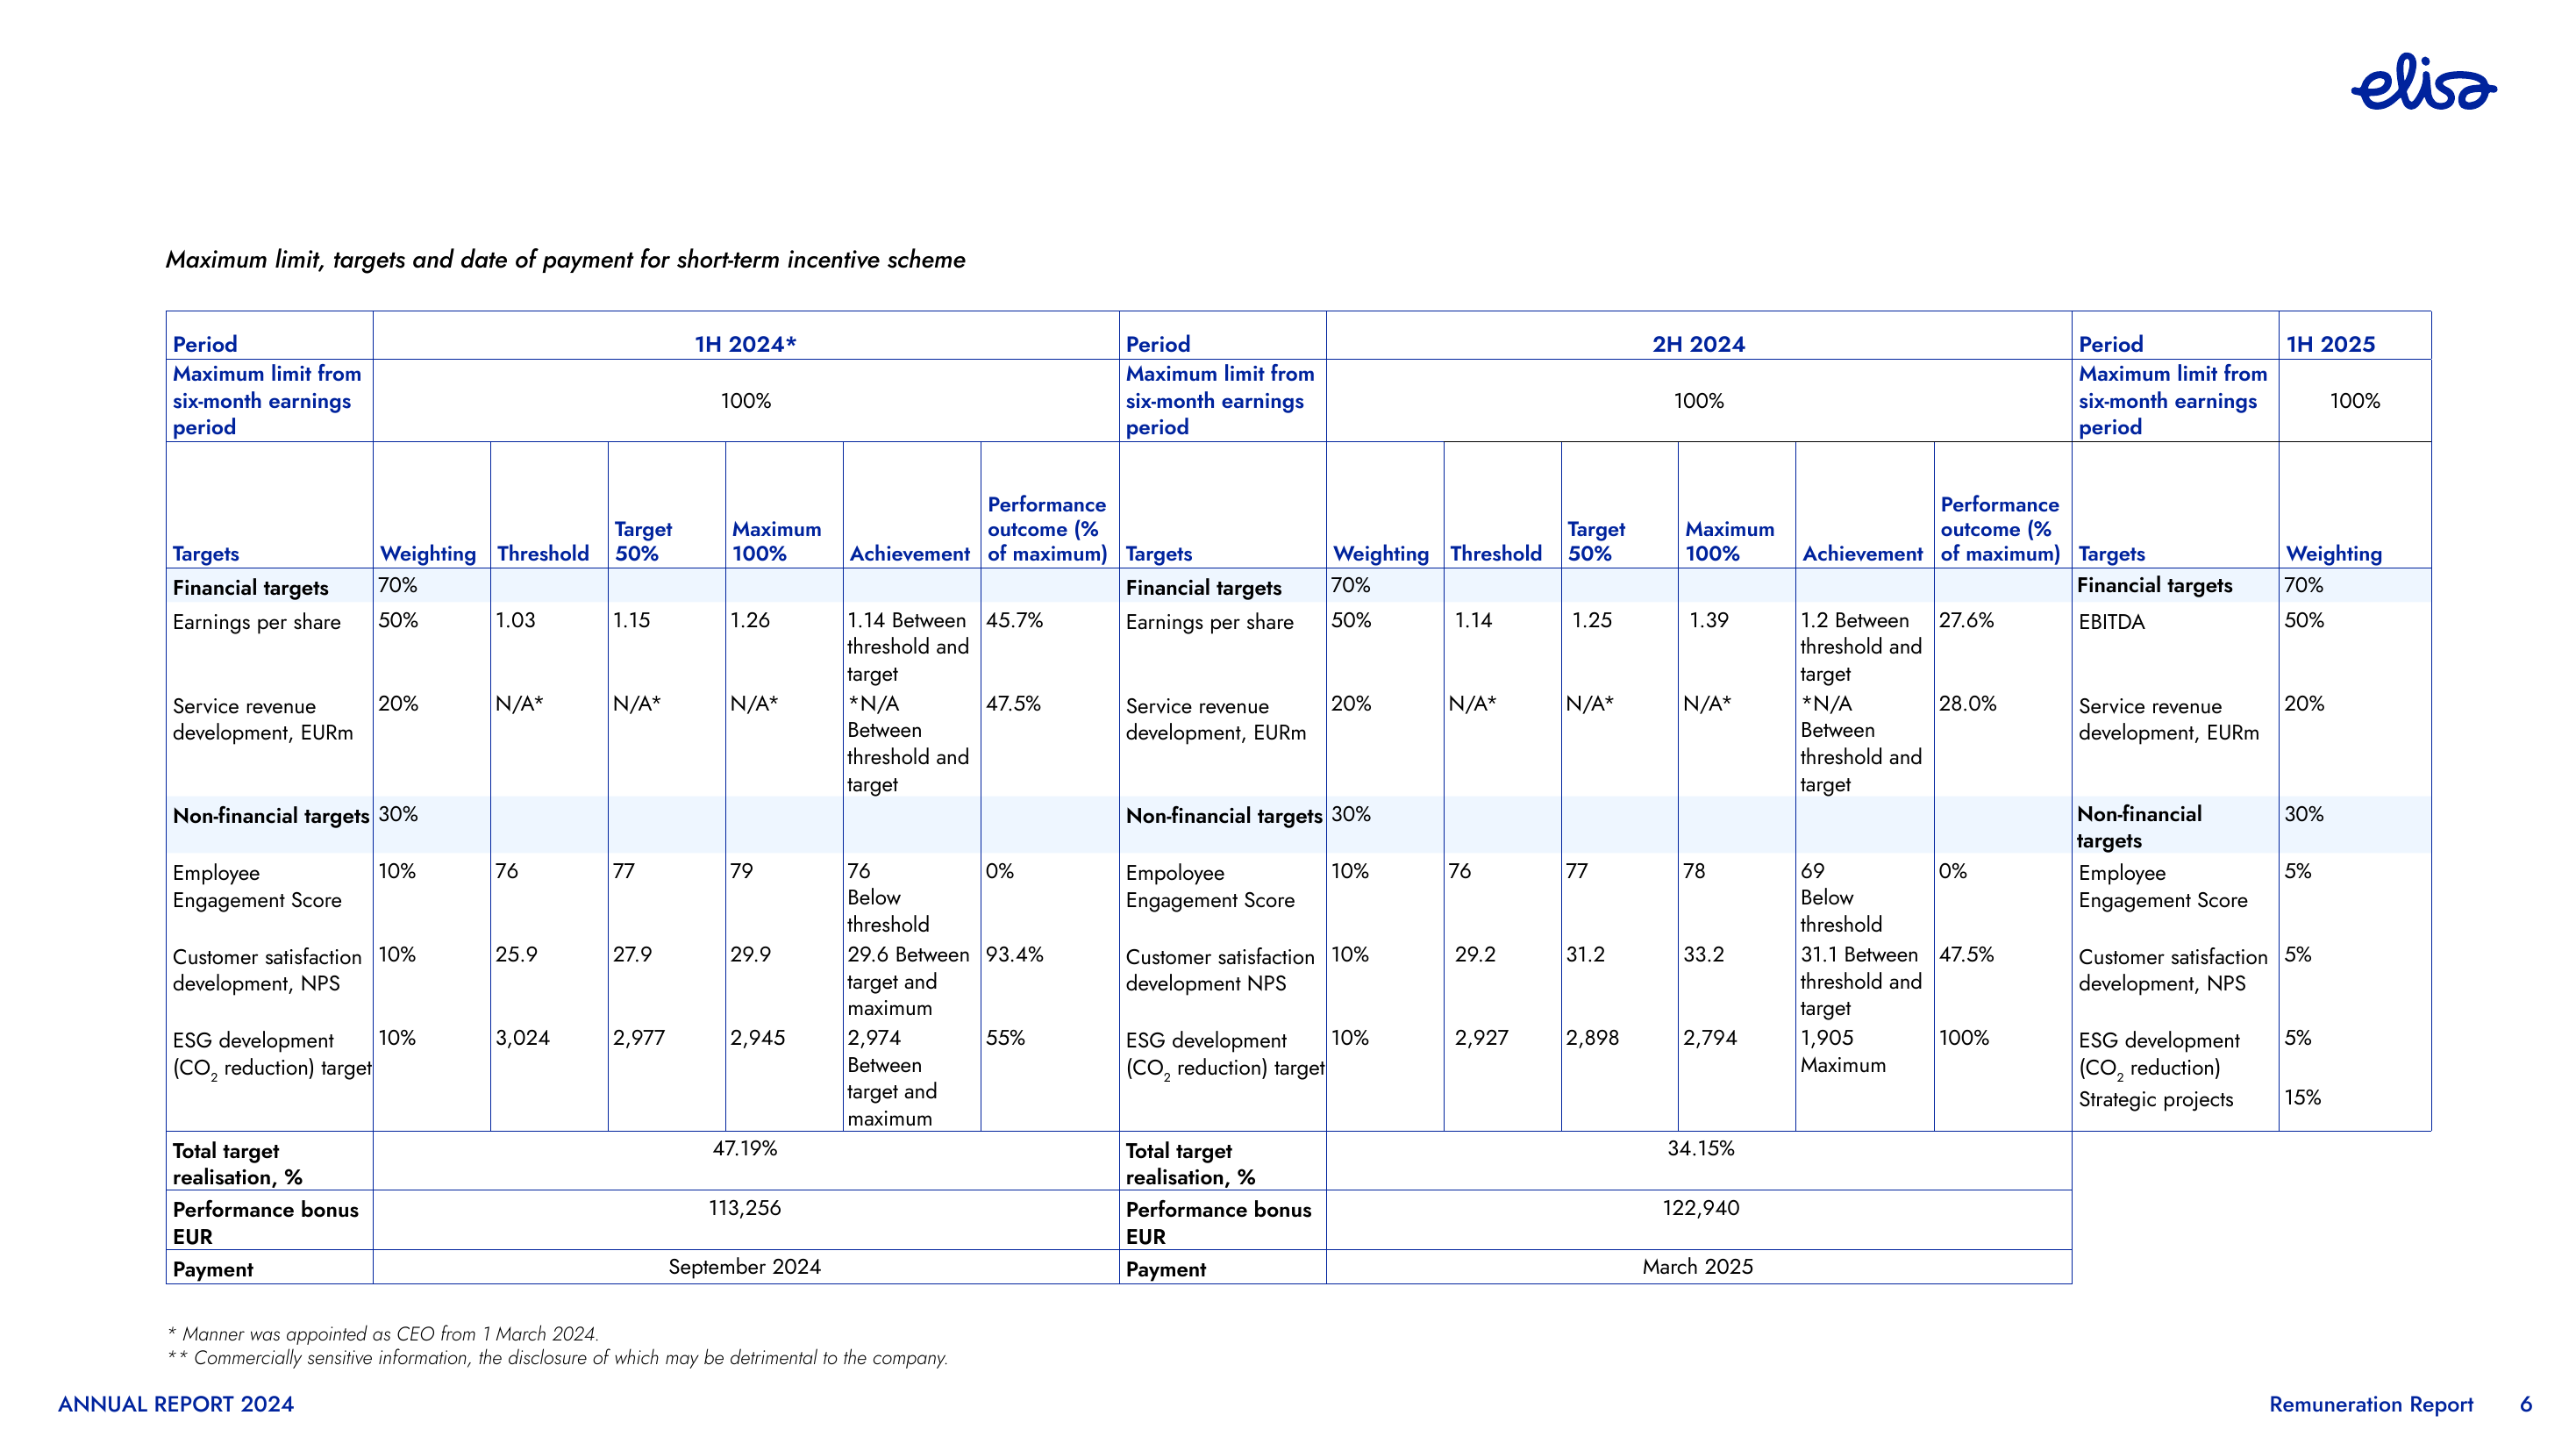 elisa
Maximum limit, targets and date of payment for short-term incentive scheme
Period 1H 2024* Period 2H 2024 Period 1H 2025
Maximum limit from six-month earnings period 100% Maximum limit from six-month earnings period 100% Maximum limit from six-month earnings period 100%
Targets Weighting Threshold Target 50% Maximum 100% Achievement Performance outcome (% of maximum) Targets Weighting Threshold Target 50% Maximum 100% Achievement Performance outcome (% of maximum) Targets Weighting
Financial targets 70% Financial targets 70% Financial targets 70%
Earnings per share 50% 1.03 1.15 1.26 1.14 Between threshold and target 45.7% Earnings per share 50% 1.14 1.25 1.39 1.2 Between threshold and target 27.6% EBITDA 50%
Service revenue development, EURm 20% N/A* N/A* N/A* *N/A Between threshold and target 47.5% Service revenue development, EURm 20% N/A* N/A* N/A* *N/A Between threshold and target 28.0% Service revenue development, EURm 20%
Non-financial targets 30% Non-financial targets 30% Non-financial targets 30%
Employee Engagement Score 10% 76 77 79 76 Below threshold 0% Empoloyee Engagement Score 10% 76 77 78 69 Below threshold 0% Employee Engagement Score 5%
Customer satisfaction development, NPS 10% 25.9 27.9 29.9 29.6 Between target and maximum 93.4% Customer satisfaction development NPS 10% 29.2 31.2 33.2 31.1 Between threshold and target 47.5% Customer satisfaction development, NPS 5%
ESG development (CO2 reduction) target 10% 3,024 2,977 2,945 2,974 Between target and maximum 55% ESG development (CO2 reduction) target 10% 2,927 2,898 2,794 1,905 Maximum 100% ESG development (CO2 reduction) 5%
Strategic projects 15%
Total target realisation, % 47.19% Total target realisation, % 34.15%
Performance bonus EUR 113,256 Performance bonus EUR 122,940
Payment September 2024 Payment March 2025
* Manner was appointed as CEO from 1 March 2024.
** Commercially sensitive information, the disclosure of which may be detrimental to the company.
ANNUAL REPORT 2024 Remuneration Report 6